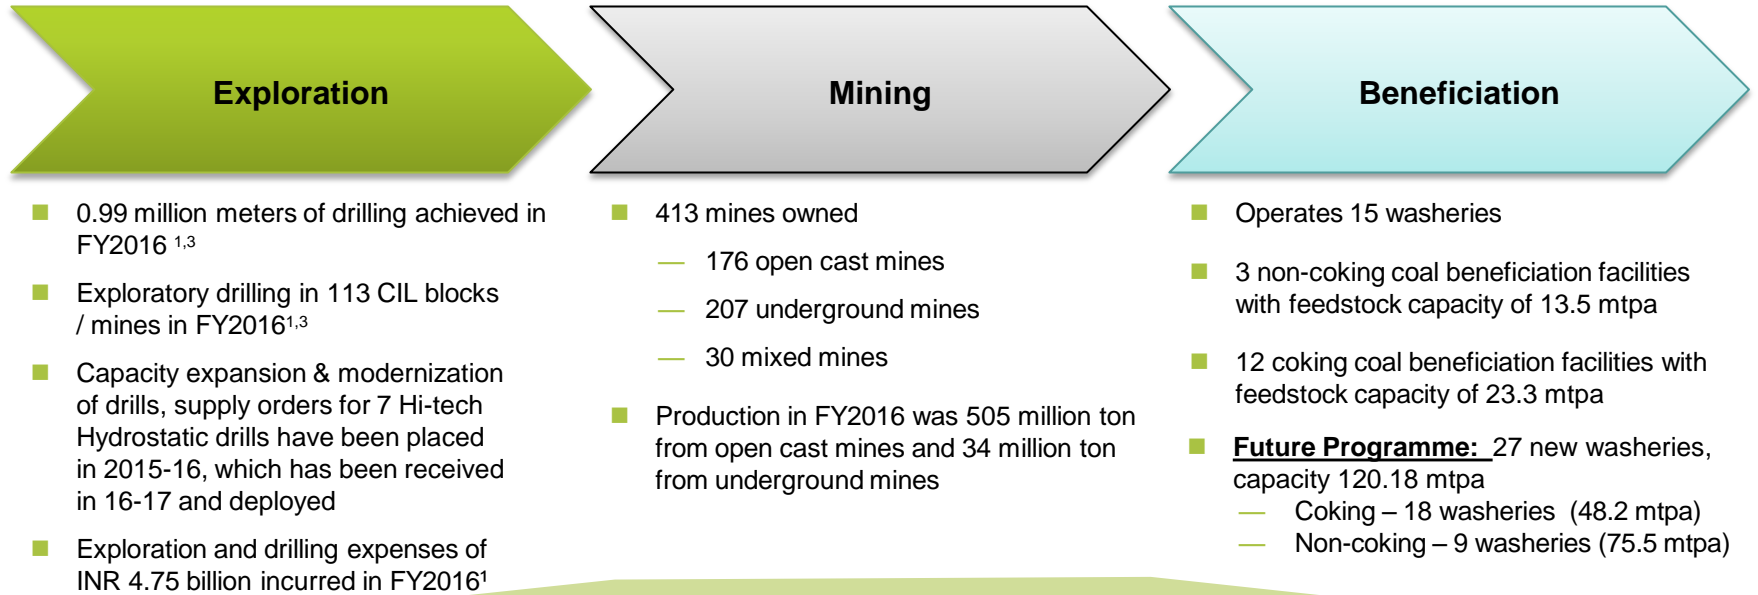 Exploration
Mining
Beneficiation
■ 0.99 million meters of drilling achieved in
FY2016 1,3
■ Exploratory drilling in 113 CIL blocks
/ mines in FY20161,3
■ Capacity expansion & modernization
of drills, supply orders for 7 Hi-tech
Hydrostatic drills have been placed
in 2015-16, which has been received
in 16-17 and deployed
■ Exploration and drilling expenses of
INR 4.75 billion incurred in FY2016¹
■ 413 mines owned
— 176 open cast mines
— 207 underground mines
— 30 mixed mines
■ Production in FY2016 was 505 million ton
from open cast mines and 34 million ton
from underground mines
■ Operates 15 washeries
■ 3 non-coking coal beneficiation facilities
with feedstock capacity of 13.5 mtpa
■ 12 coking coal beneficiation facilities with
feedstock capacity of 23.3 mtpa
■ Future Programme: 27 new washeries,
capacity 120.18 mtpa
— Coking – 18 washeries (48.2 mtpa)
— Non-coking – 9 washeries (75.5 mtpa)